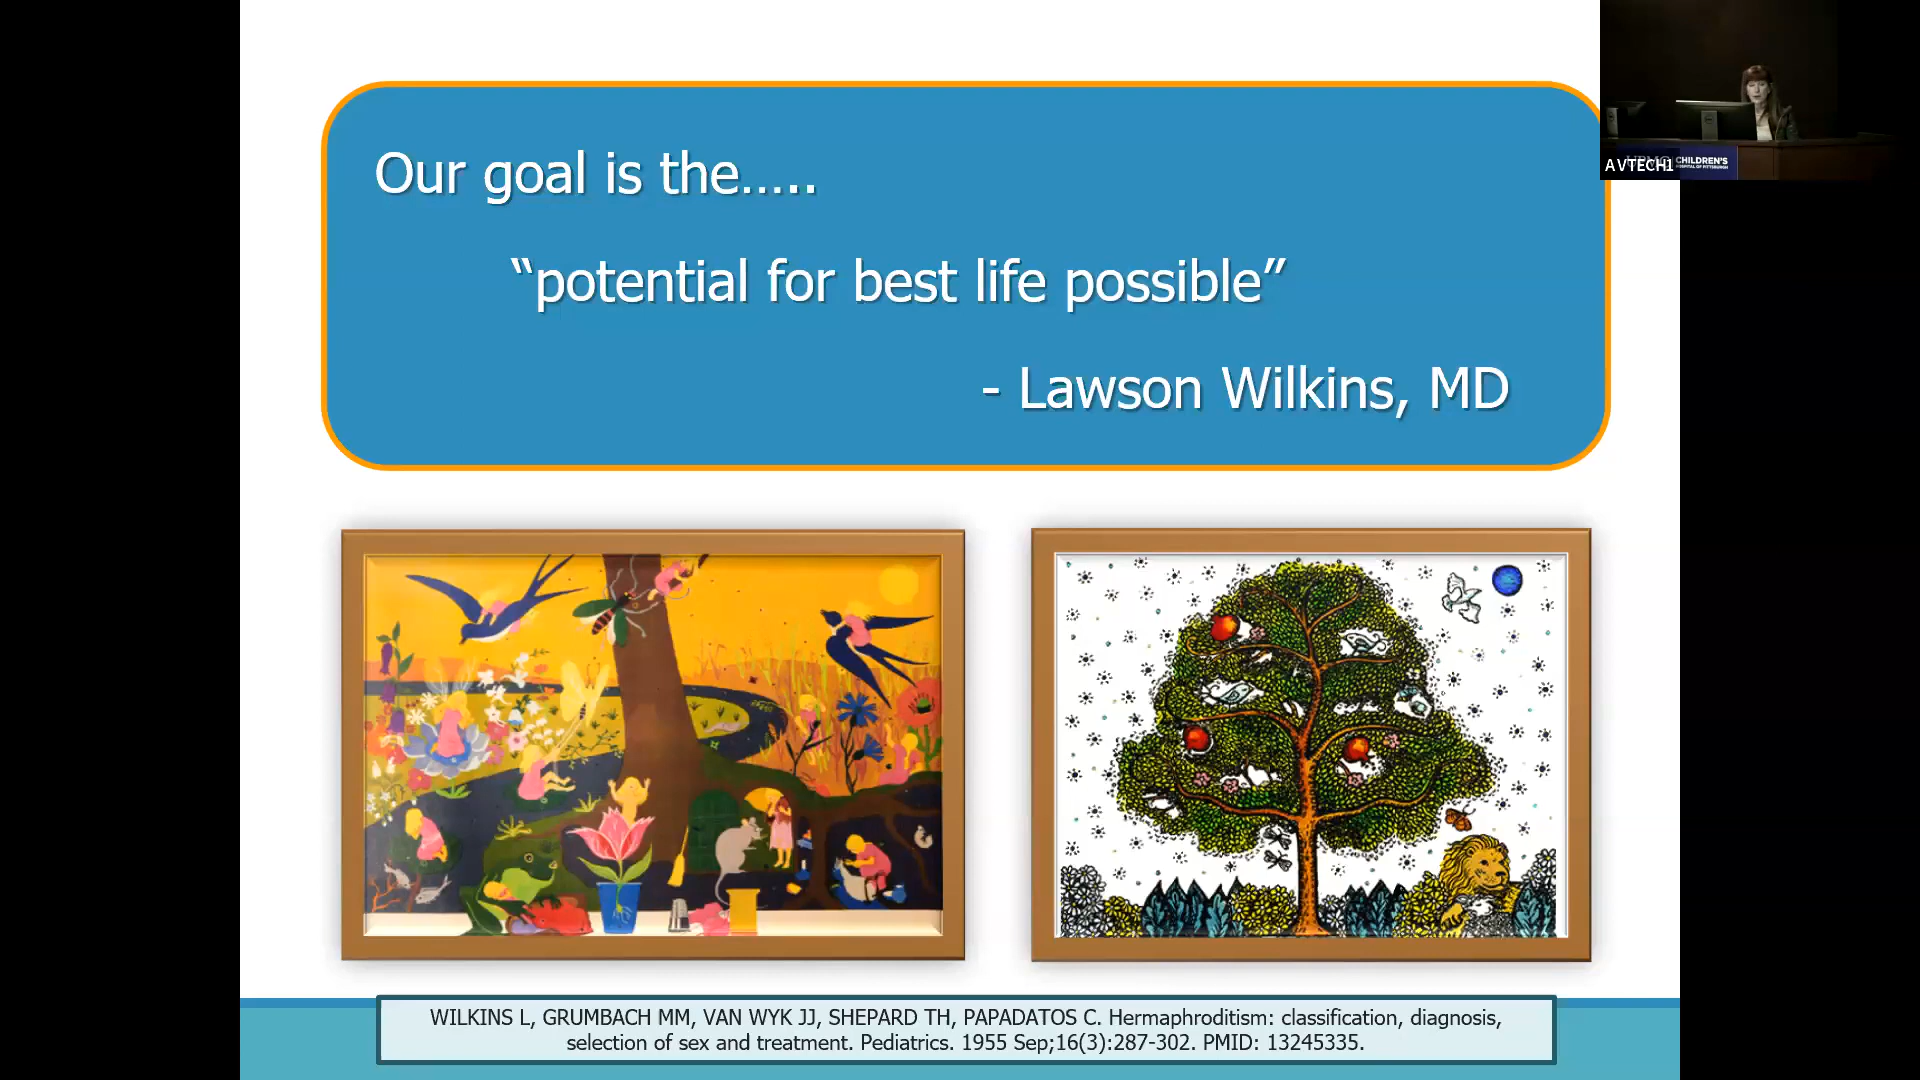 Our goal is the.....
“potential for best life possible”
- Lawson Wilkins, MD
AVTECH1
CHILDREN'S
HOSPITAL OF PITTSBURGH
WILKINS L, GRUMBACH MM, VAN WYK JJ, SHEPARD TH, PAPADATOS C. Hermaphroditism: classification, diagnosis,
selection of sex and treatment. Pediatrics. 1955 Sep;16(3):287-302. PMID: 13245335.